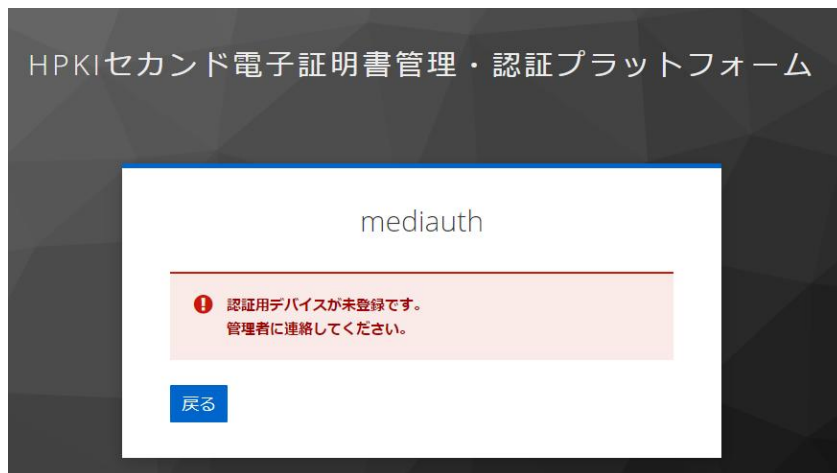 HPKIセカンド電子証明書管理・認証プラットフォーム
mediauth
認証用デバイスが未登録です。
管理者に連絡してください。
戻る